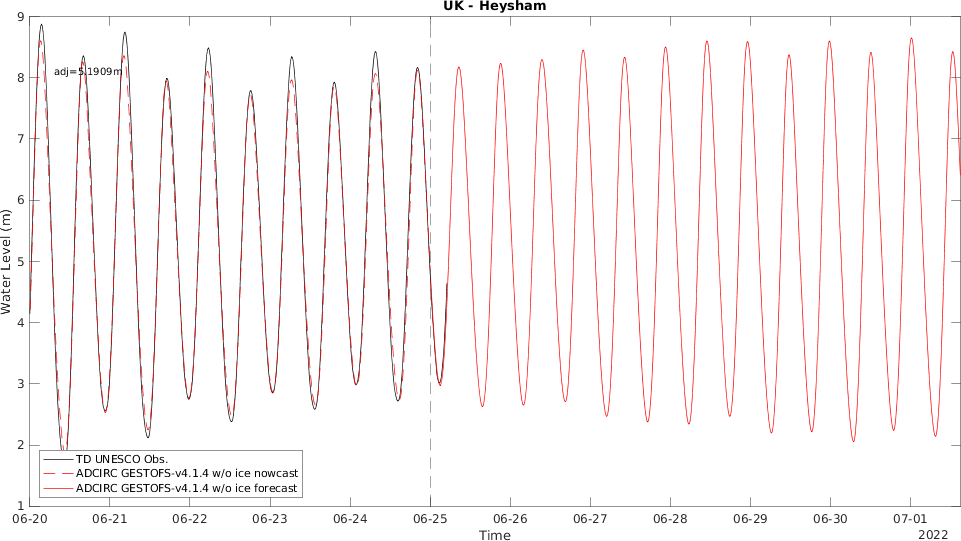 UK - Heysham
9
8
adj=5.1909m
7
6
5
4
3
2
1
Water Level (m)
TD UNESCO Obs.
ADCIRC GESTOFS-v4.1.4 w/o ice nowcast
ADCIRC GESTOFS-v4.1.4 w/o ice forecast
06-20 06-21 06-22 06-23 06-24 06-25 06-26 06-27 06-28 06-29 06-30 07-01
Time
2022